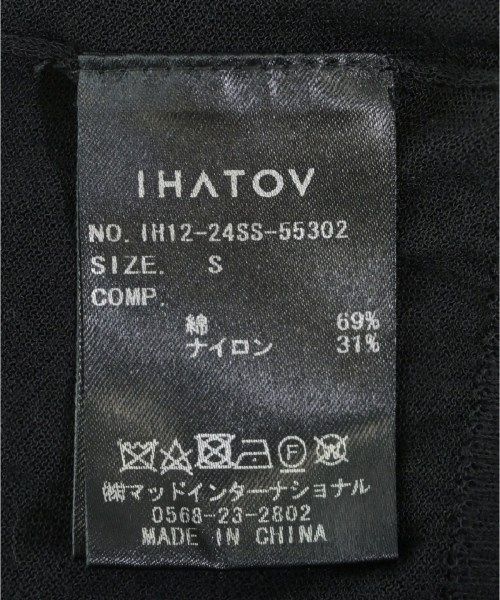 IHATOV
NO. IH12-24SS-55302
SIZE. S
COMP.
綿 69%
ナイロン 31%
㈱マッドインターナショナル
0568-23-2802
MADE IN CHINA